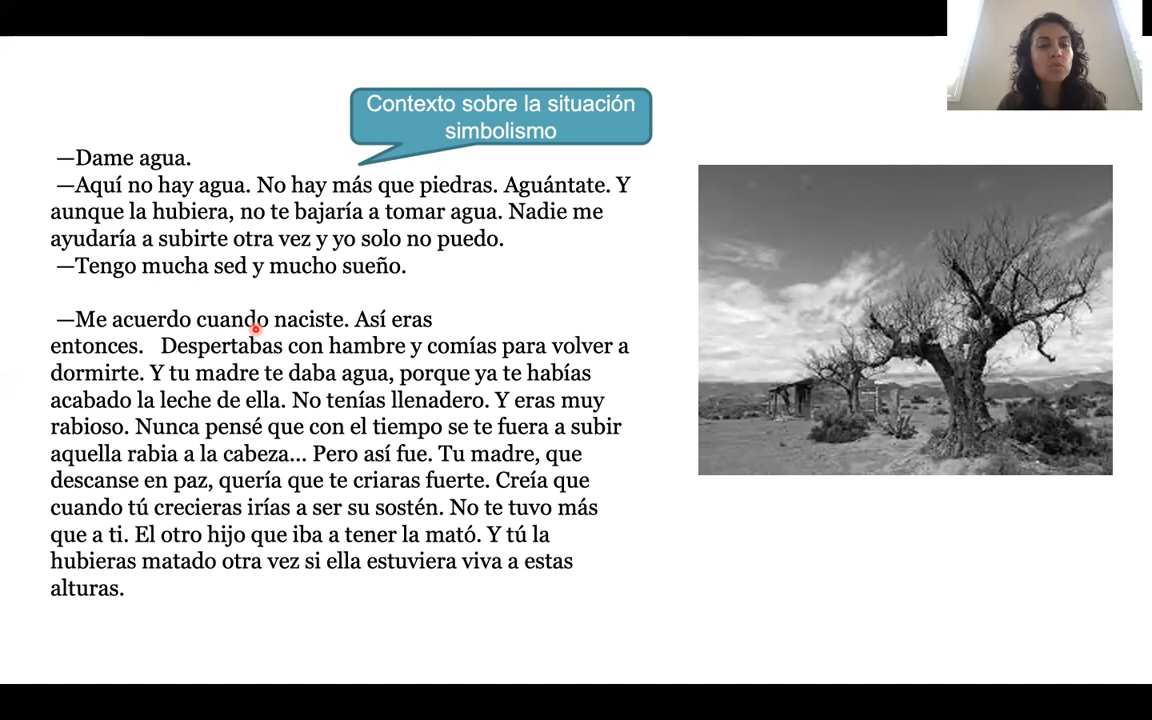 Contexto sobre la situación
simbolismo
—Dame agua.
—Aquí no hay agua. No hay más que piedras. Aguántate. Y
aunque la hubiera, no te bajaría a tomar agua. Nadie me
ayudaría a subirte otra vez y yo solo no puedo.
—Tengo mucha sed y mucho sueño.
—Me acuerdo cuando naciste. Así eras
entonces. Despertabas con hambre y comías para volver a
dormirte. Y tu madre te daba agua, porque ya te habías
acabado la leche de ella. No tenías llenadero. Y eras muy
rabioso. Nunca pensé que con el tiempo se te fuera a subir
aquella rabia a la cabeza... Pero así fue. Tu madre, que
descanse en paz, quería que te criaras fuerte. Creía que
cuando tú crecieras irías a ser su sostén. No te tuvo más
que a ti. El otro hijo que iba a tener la mató. Y tú la
hubieras matado otra vez si ella estuviera viva a estas
alturas.